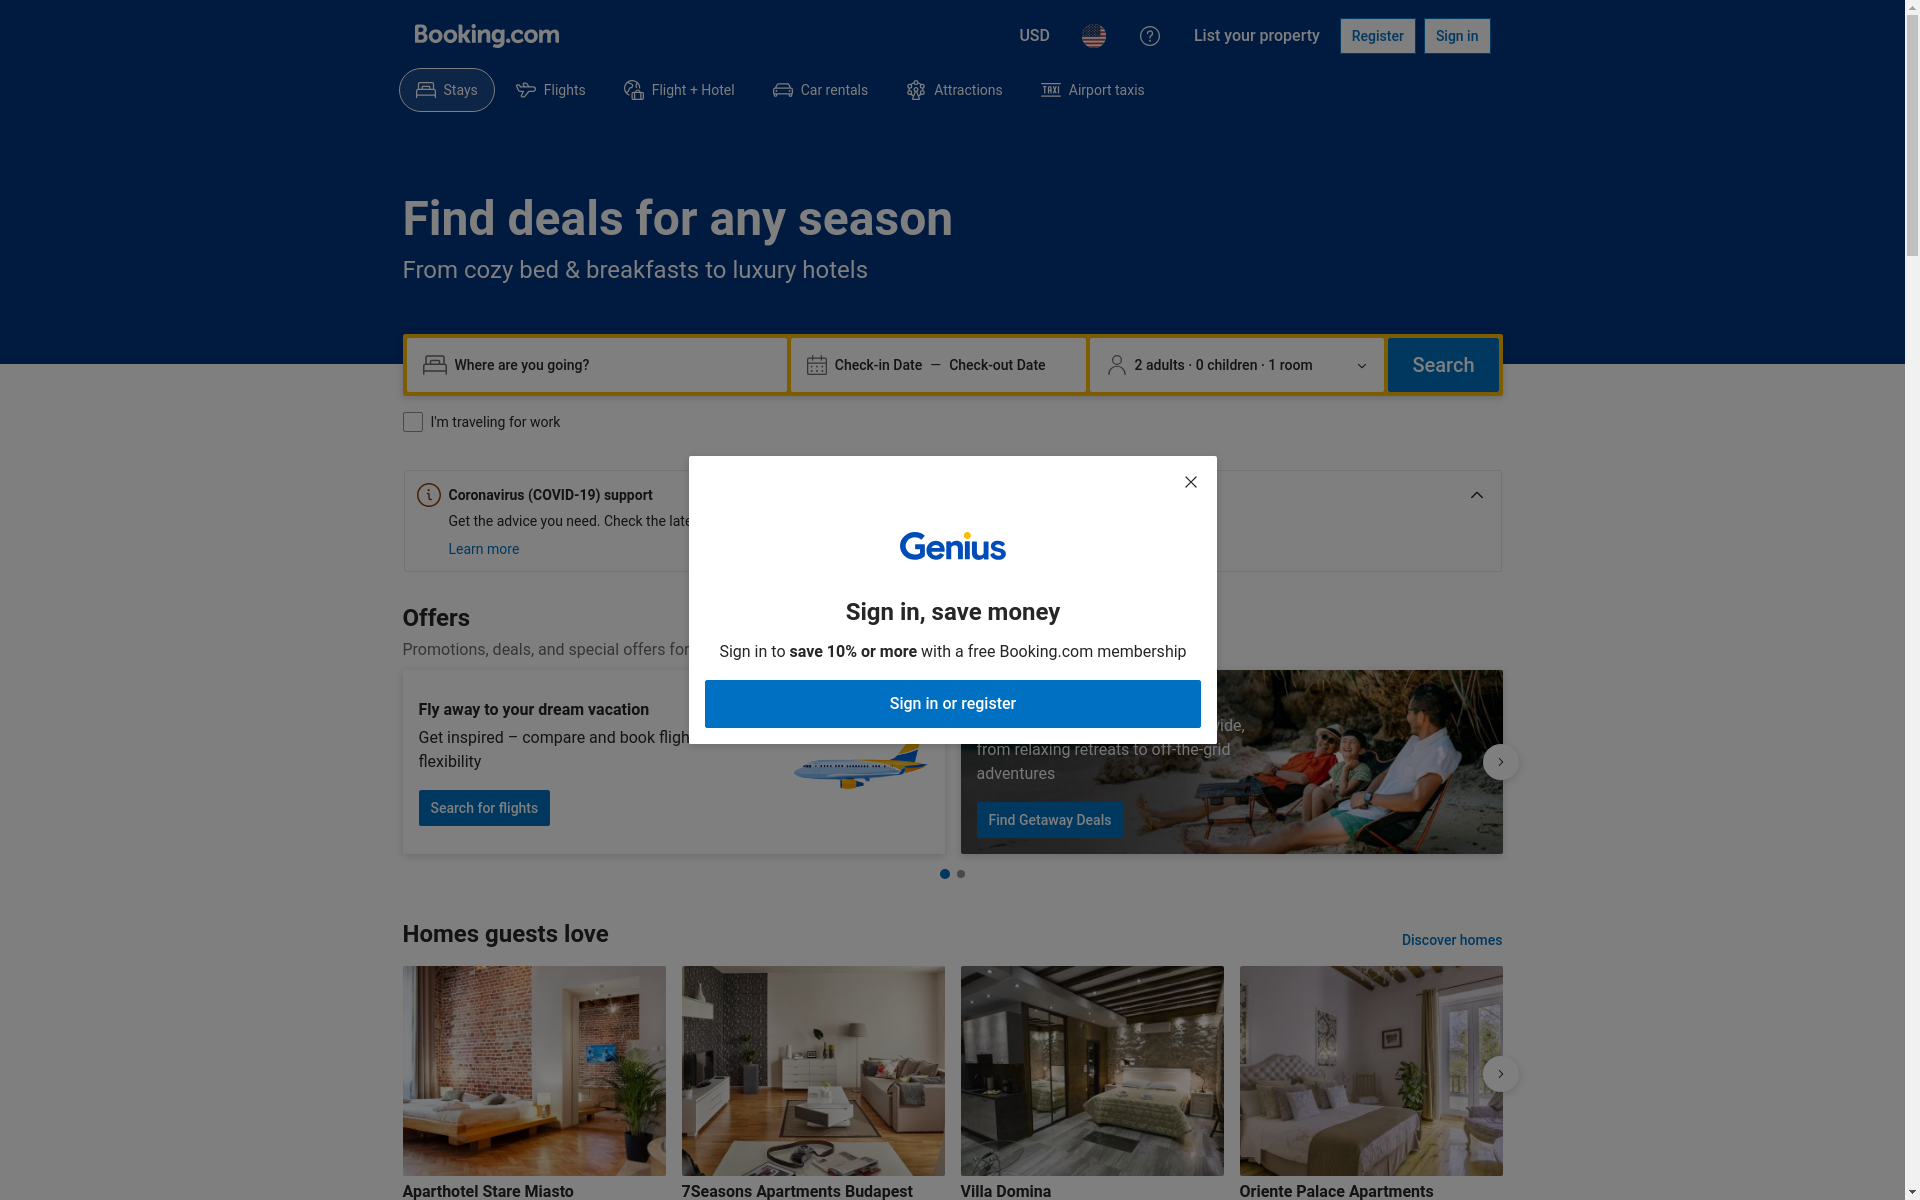 Booking.com
USD
List your property
Register
Sign in
Stays
Flights
Flight + Hotel
Car rentals
Attractions
TAXI Airport taxis
Find deals for any season
From cozy bed & breakfasts to luxury hotels
Where are you going?
Check-in Date — Check-out Date
2 adults · 0 children · 1 room
Search
I'm traveling for work
Coronavirus (COVID-19) support
Get the advice you need. Check the late
Learn more
Genius
Sign in, save money
Sign in to save 10% or more with a free Booking.com membership
Sign in or register
Offers
Promotions, deals, and special offers for
Fly away to your dream vacation
Get inspired – compare and book fligh
flexibility
Search for flights
vide,
from relaxing retreats to off-the-grid
adventures
Find Getaway Deals
Homes guests love
Discover homes
Aparthotel Stare Miasto
7Seasons Apartments Budapest
Villa Domina
Oriente Palace Apartments